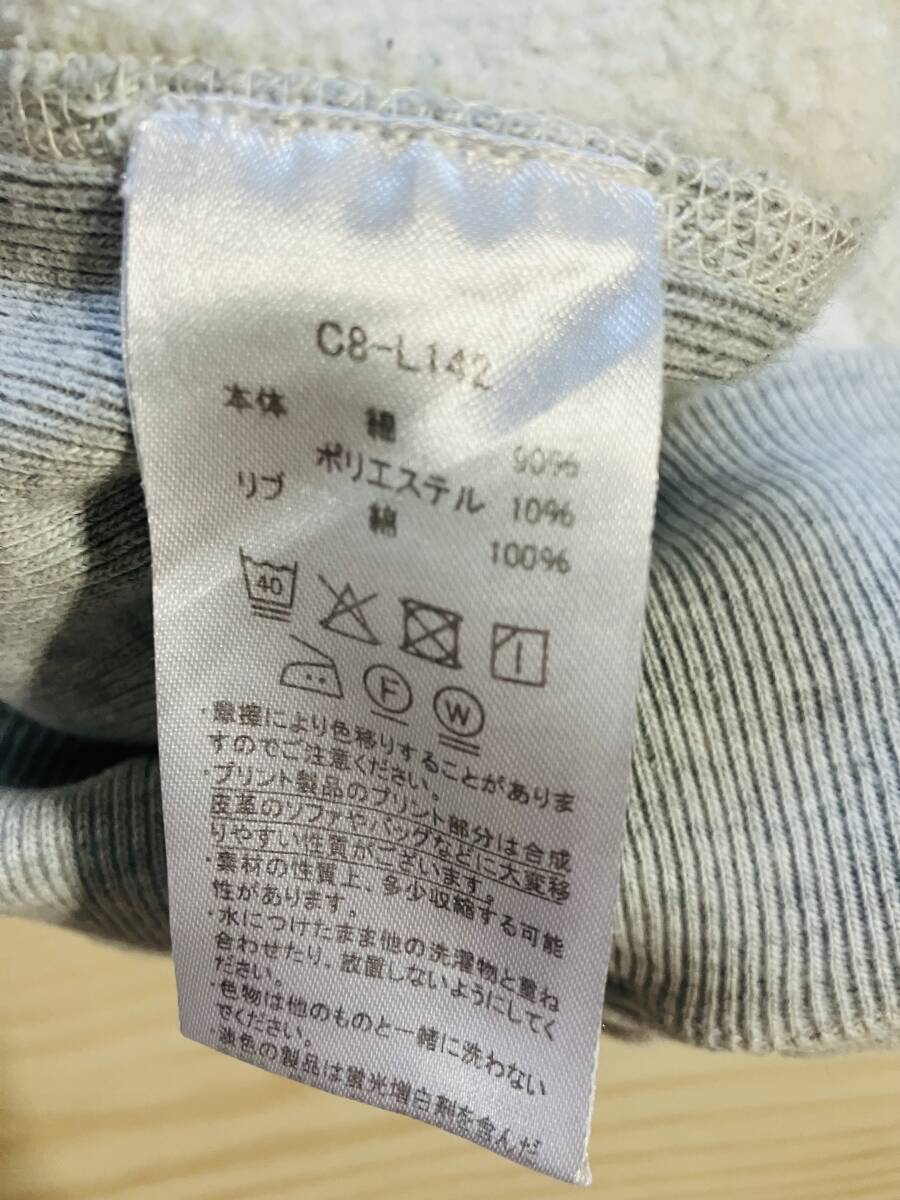 C8-L142
本体 綿 90%
ポリエステル 10%
リブ 綿 100%
40
F W
・摩擦により色移りすることがありま
すのでご注意ください。
・プリント製品のプリント部分は合成
皮革のソファやバッグなどに大変移
りやすい性質がございます。
・素材の性質上、多少収縮する可能
性があります。
・水につけたまま他の洗濯物と重ね
合わせたり、放置しないようにしてく
ださい。
・色物は他のものと一緒に洗わない
でください。
・淡色の製品は蛍光増白剤を含んだ